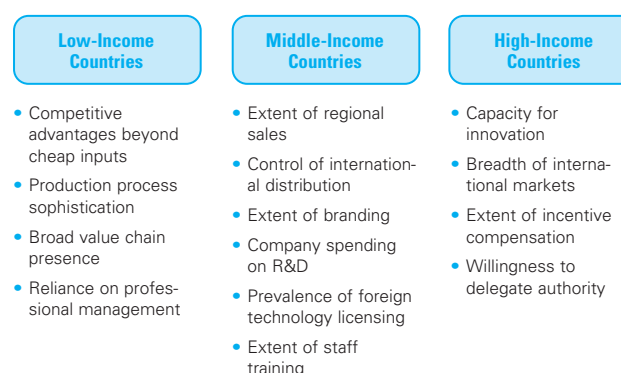 Low-Income
Countries
• Competitive
advantages beyond
cheap inputs
• Production process
sophistication
• Broad value chain
presence
• Reliance on profes-
sional management
Middle-Income
Countries
• Extent of regional
sales
• Control of internation-
al distribution
• Extent of branding
• Company spending
on R&D
• Prevalence of foreign
technology licensing
• Extent of staff
training
High-Income
Countries
• Capacity for
innovation
• Breadth of interna-
tional markets
• Extent of incentive
compensation
• Willingness to
delegate authority